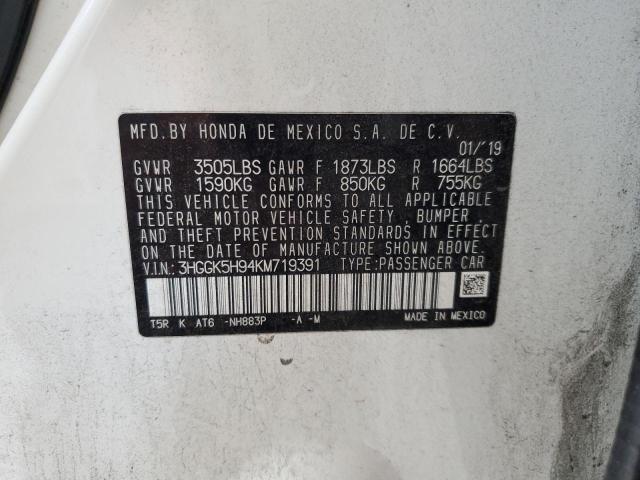 MFD. BY HONDA DE MEXICO S.A. DE C.V.
01/'19
GVWR 3505LBS GAWR F 1873LBS R 1664LBS
GVWR 1590KG GAWR F 850KG R 755KG
THIS VEHICLE CONFORMS TO ALL APPLICABLE
FEDERAL MOTOR VEHICLE SAFETY, BUMPER,
AND THEFT PREVENTION STANDARDS IN EFFECT
ON THE DATE OF MANUFACTURE SHOWN ABOVE.
V.I.N.: 3HGGK5H94KM719391 TYPE: PASSENGER CAR
T5R K AT6 -NH883P -A -M MADE IN MEXICO